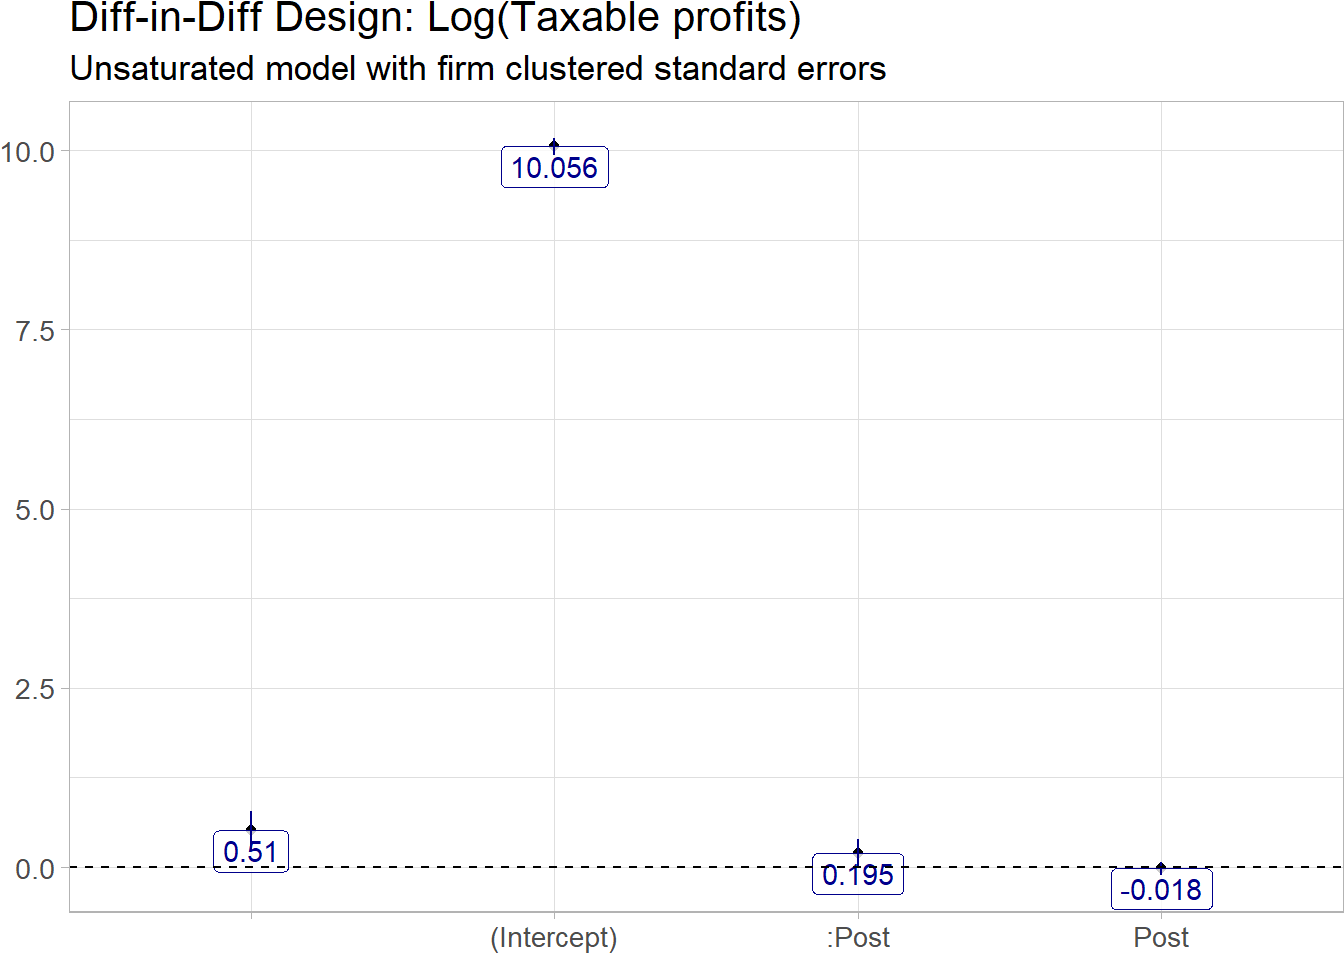 Diff-in-Diff Design: Log(Taxable profits)
Unsaturated model with firm clustered standard errors
10.0
10.056
7.5
5.0
2.5
0.51
0.195
-0.018
0.0
(Intercept)
:Post
Post